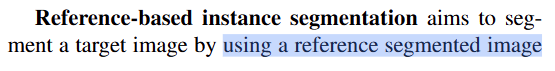 Reference-based instance segmentation aims to seg-
ment a target image by using a reference segmented image